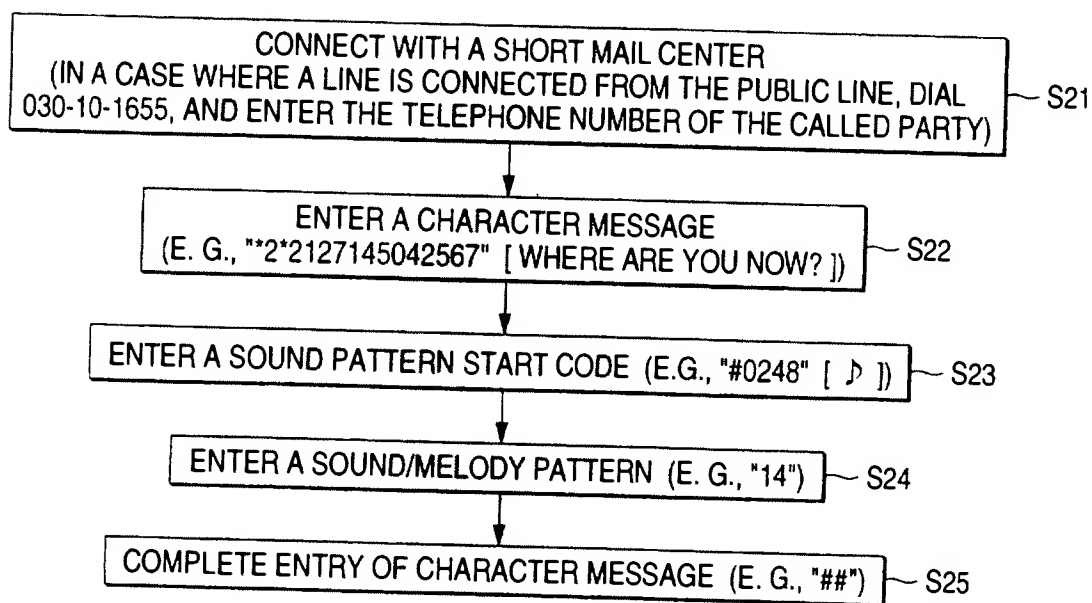 CONNECT WITH A SHORT MAIL CENTER
(IN A CASE WHERE A LINE IS CONNECTED FROM THE PUBLIC LINE, DIAL
030-10-1655, AND ENTER THE TELEPHONE NUMBER OF THE CALLED PARTY)
S21
ENTER A CHARACTER MESSAGE
(E. G., "*2*2127145042567" [ WHERE ARE YOU NOW? ])
S22
ENTER A SOUND PATTERN START CODE (E.G., "#0248" [ ♪ ])
S23
ENTER A SOUND/MELODY PATTERN (E. G., "14")
S24
COMPLETE ENTRY OF CHARACTER MESSAGE (E. G., "##")
S25